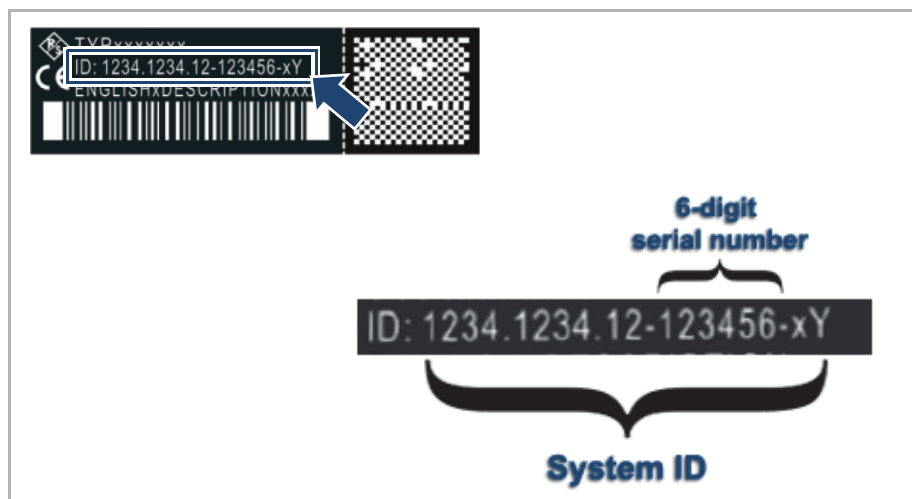 TYPxxxxxxx
ID: 1234.1234.12-123456-xY
ENGLISHxDESCRIPTIONxxx
6-digit
serial number
ID: 1234.1234.12-123456-xY
System ID